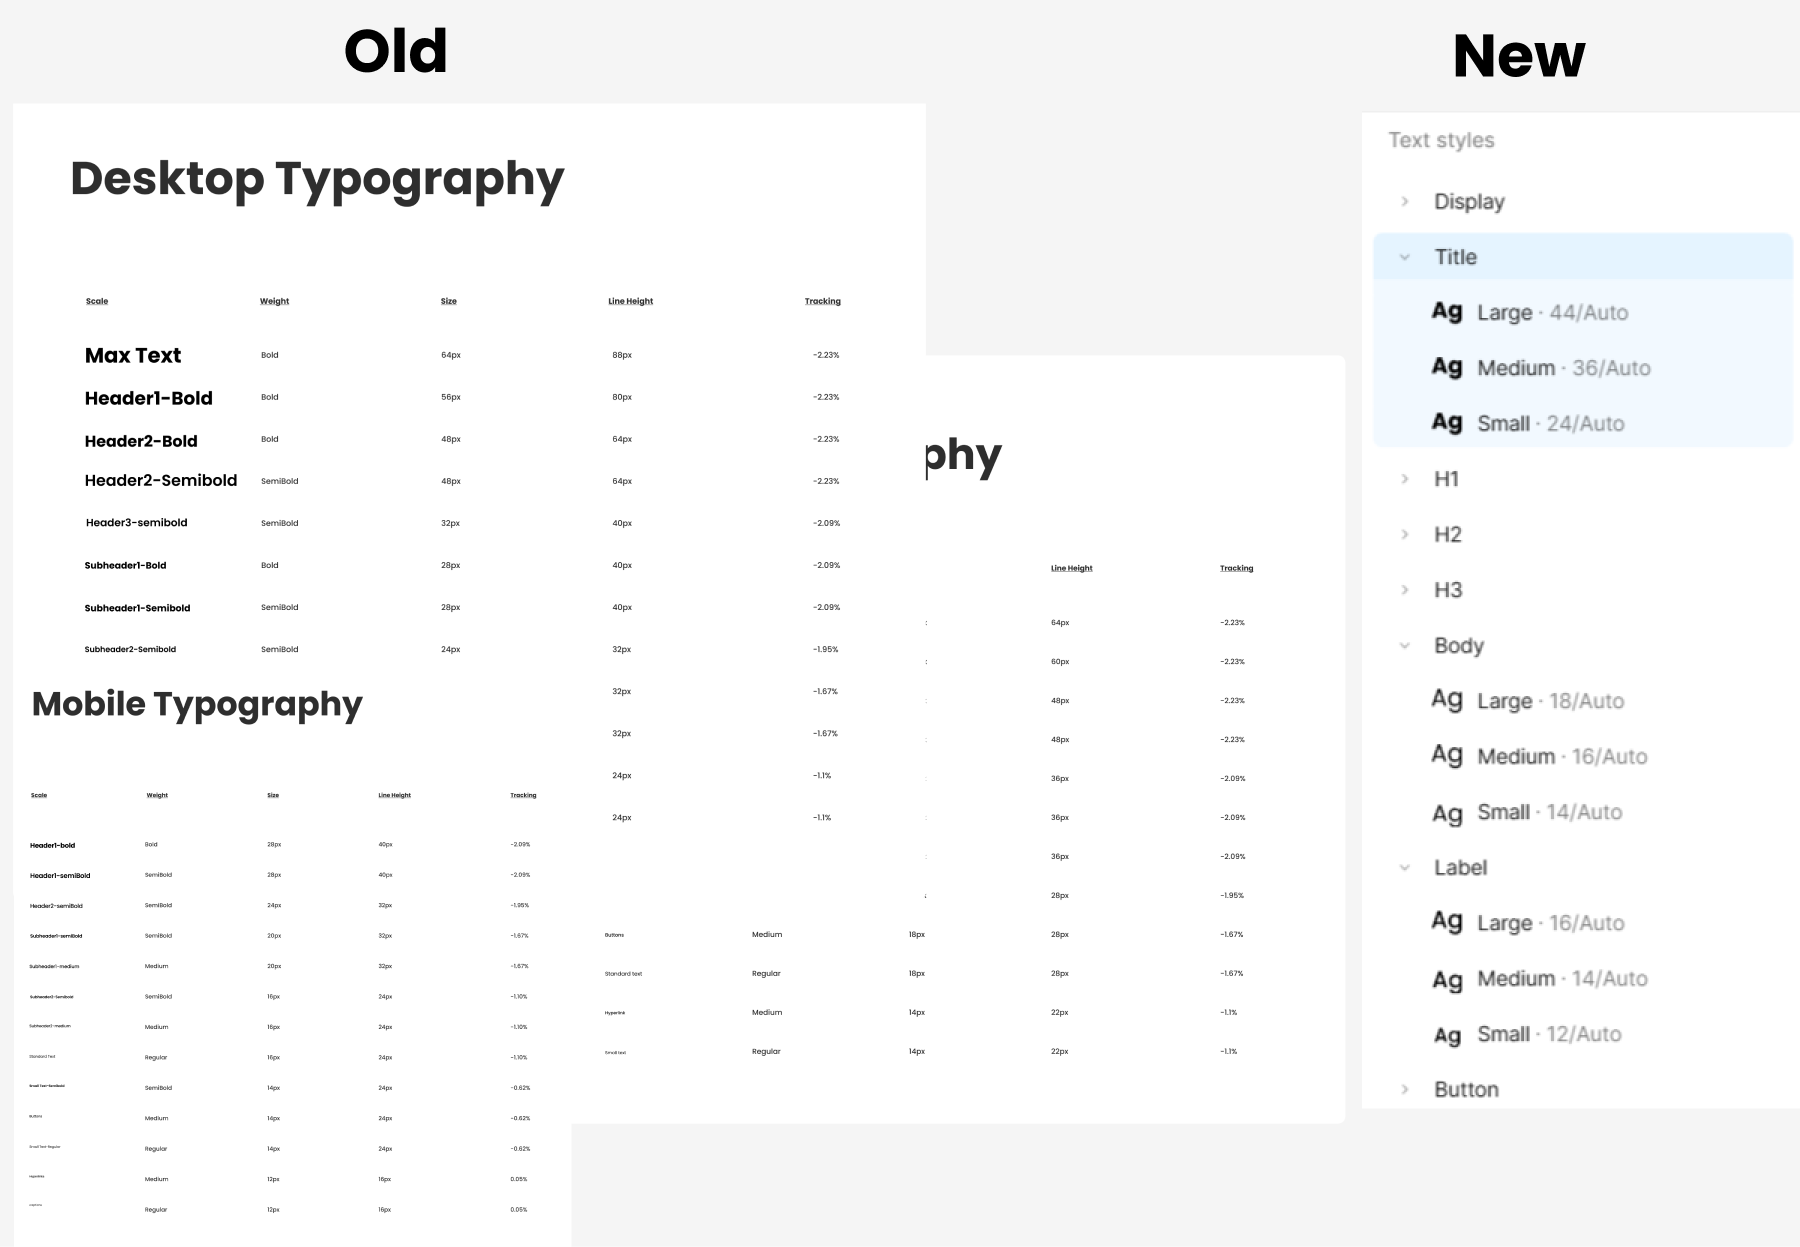 Old
New
Desktop Typography
Scale Weight Size Line Height Tracking
Max Text Bold 64px 88px -2.23%
Header1-Bold Bold 56px 80px -2.23%
Header2-Bold Bold 48px 64px -2.23%
Header2-Semibold SemiBold 48px 64px -2.23%
Header3-semibold SemiBold 32px 40px -2.09%
Subheader1-Bold Bold 28px 40px -2.09%
Subheader1-Semibold SemiBold 28px 40px -2.09%
Subheader2-Semibold SemiBold 24px 32px -1.95%
32px -1.67%
32px -1.67%
24px -1.1%
24px -1.1%
Mobile Typography
Scale Weight Size Line Height Tracking
Header1-bold Bold 28px 40px -2.09%
Header1-semiBold SemiBold 28px 40px -2.09%
Header2-semiBold SemiBold 24px 32px -1.95%
Subheader1-semiBold SemiBold 20px 32px -1.67%
Subheader1-medium Medium 20px 32px -1.67%
Subheader2-Semibold SemiBold 16px 24px -1.10%
Subheader2-medium Medium 16px 24px -1.10%
Standard Text Regular 16px 24px -1.10%
Small Text-SemiBold SemiBold 14px 24px -0.62%
Buttons Medium 14px 24px -0.62%
Small Text-Regular Regular 14px 24px -0.62%
Medium 12px 16px 0.05%
Regular 12px 16px 0.05%
phy
Line Height Tracking
64px -2.23%
60px -2.23%
48px -2.23%
48px -2.23%
36px -2.09%
36px -2.09%
36px -2.09%
28px -1.95%
Buttons Medium 18px 28px -1.67%
Standard text Regular 18px 28px -1.67%
Hyperlink Medium 14px 22px -1.1%
Small text Regular 14px 22px -1.1%
Text styles
Display
Title
Ag Large · 44/Auto
Ag Medium · 36/Auto
Ag Small · 24/Auto
H1
H2
H3
Body
Ag Large · 18/Auto
Ag Medium · 16/Auto
Ag Small · 14/Auto
Label
Ag Large · 16/Auto
Ag Medium · 14/Auto
Ag Small · 12/Auto
Button